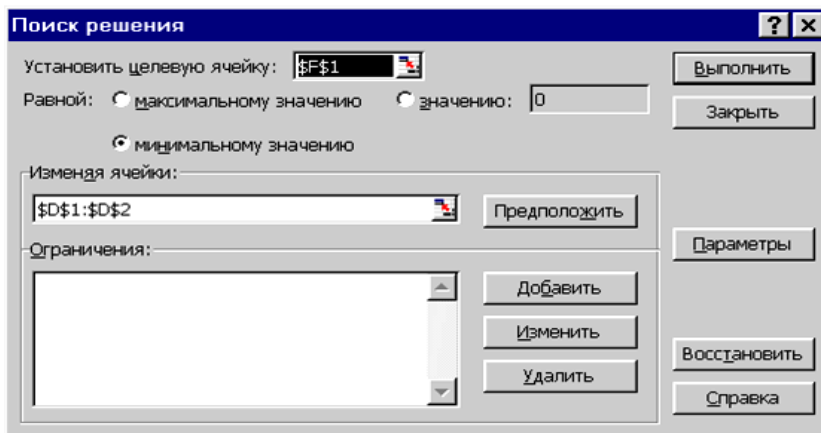 Поиск решения
Установить целевую ячейку: $F$1
Выполнить
Равной: максимальному значению значению: 0
Закрыть
минимальному значению
Изменяя ячейки:
$D$1:$D$2
Предположить
Параметры
Ограничения:
Добавить
Изменить
Удалить
Восстановить
Справка